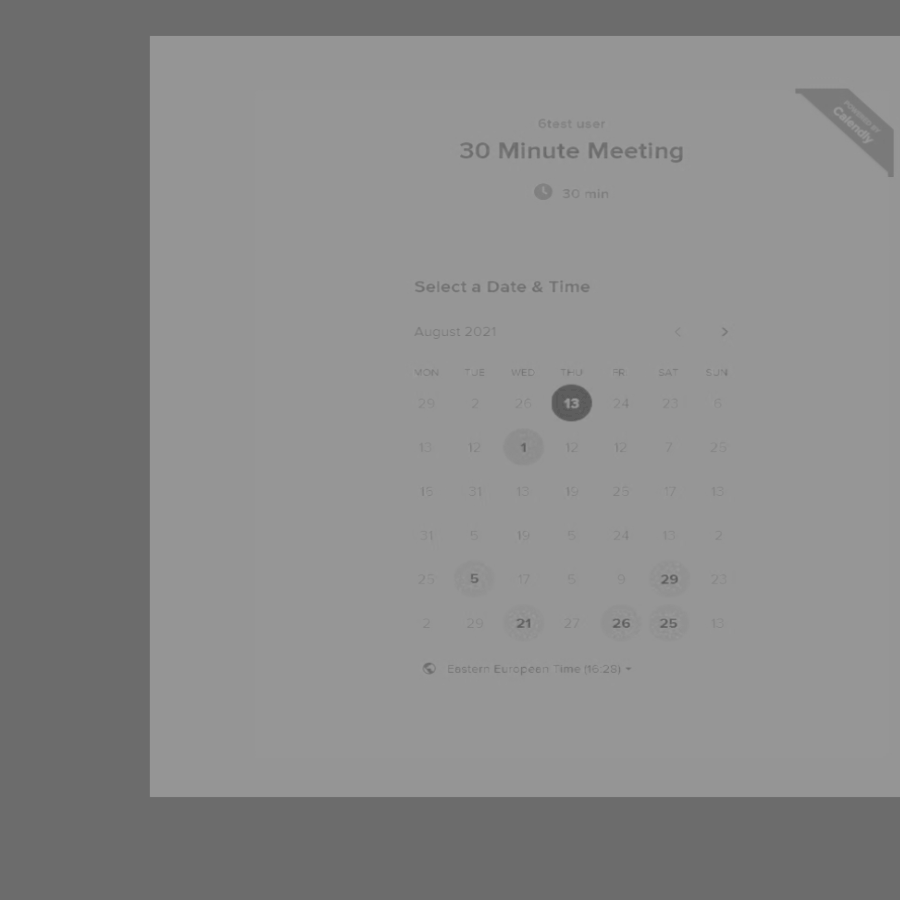 6test user
30 Minute Meeting
30 min
POWERED BY
Calendly
Select a Date & Time
August 2021
MON TUE WED THU FRI SAT SUN
29 2 26 13 24 23 6
13 12 1 12 12 7 29
15 31 13 19 25 17 13
31 5 19 5 24 13 2
25 5 17 5 9 29 23
2 29 21 27 26 25 13
Eastern European Time (16:28)